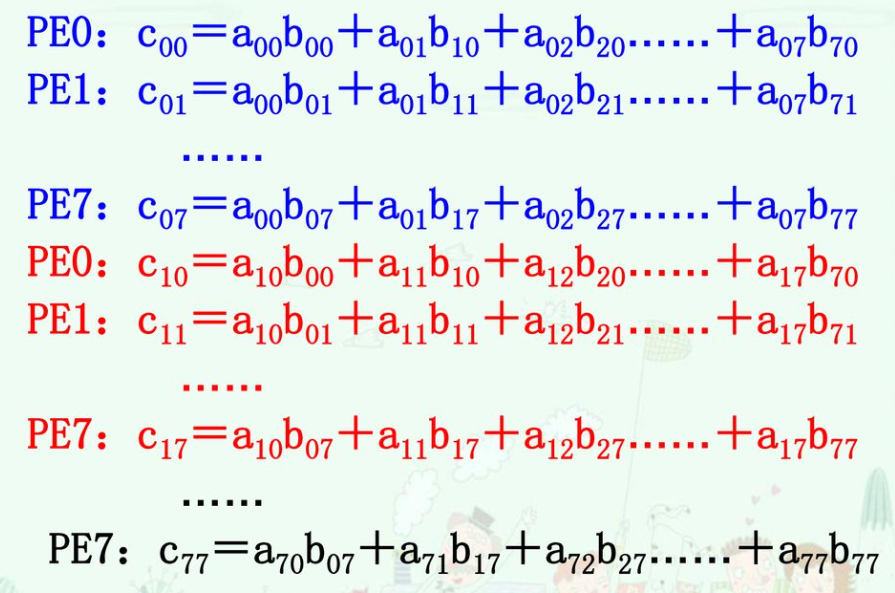 PE0：c₀₀＝a₀₀b₀₀＋a₀₁b₁₀＋a₀₂b₂₀……＋a₀₇b₇₀
PE1：c₀₁＝a₀₀b₀₁＋a₀₁b₁₁＋a₀₂b₂₁……＋a₀₇b₇₁
……
PE7：c₀₇＝a₀₀b₀₇＋a₀₁b₁₇＋a₀₂b₂₇……＋a₀₇b₇₇
PE0：c₁₀＝a₁₀b₀₀＋a₁₁b₁₀＋a₁₂b₂₀……＋a₁₇b₇₀
PE1：c₁₁＝a₁₀b₀₁＋a₁₁b₁₁＋a₁₂b₂₁……＋a₁₇b₇₁
……
PE7：c₁₇＝a₁₀b₀₇＋a₁₁b₁₇＋a₁₂b₂₇……＋a₁₇b₇₇
……
PE7：c₇₇＝a₇₀b₀₇＋a₇₁b₁₇＋a₇₂b₂₇……＋a₇₇b₇₇